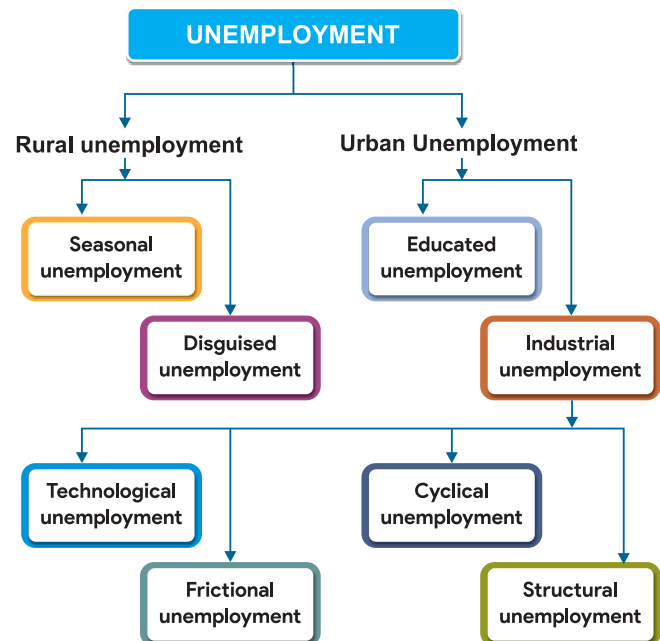 UNEMPLOYMENT
Rural unemployment
Urban Unemployment
Seasonal
unemployment
Educated
unemployment
Disguised
unemployment
Industrial
unemployment
Technological
unemployment
Cyclical
unemployment
Frictional
unemployment
Structural
unemployment